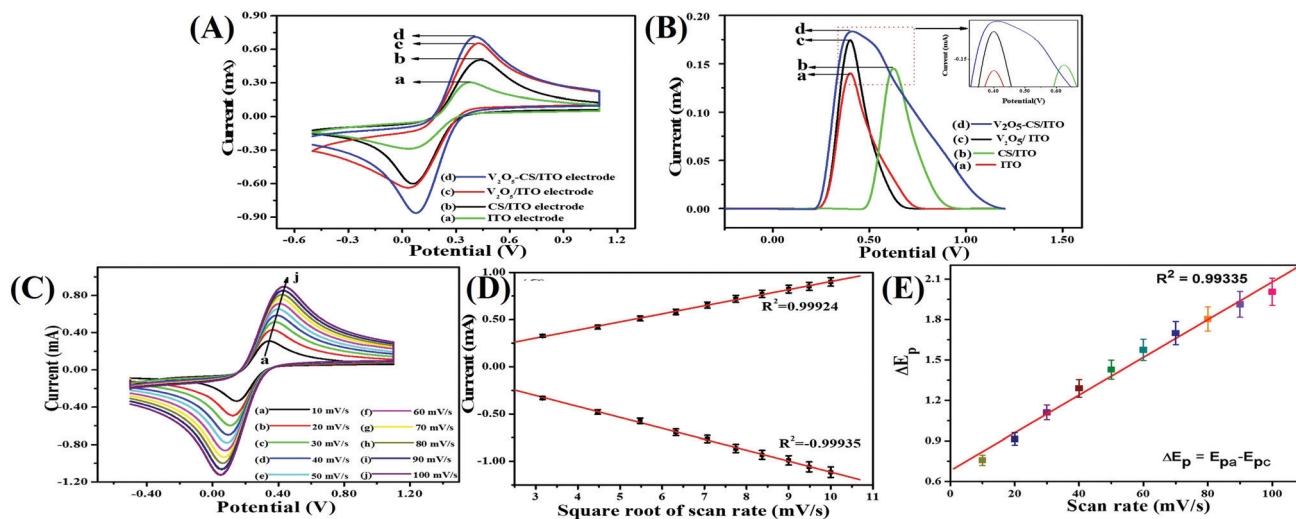 (A)
Current (mA)
0.90
0.60
0.30
0.00
-0.30
-0.60
-0.90
d
c
b
a
(d) V2O5-CS/ITO electrode
(c) V2O5/ITO electrode
(b) CS/ITO electrode
(a) ITO electrode
-0.6 -0.3 0.0 0.3 0.6 0.9 1.2
Potential (V)
(B)
Current (mA)
0.20
0.15
0.10
0.05
0.00
d
c
b
a
Current (mA)
-0.15
0.40 0.50 0.60
Potential(V)
(d) V2O5-CS/ITO
(c) V2O5/ ITO
(b) CS/ITO
(a) ITO
0.00 0.50 1.00 1.50
Potential (V)
(C)
Current (mA)
0.80
0.40
0.00
-0.40
-0.80
-1.20
j
a
(a) 10 mV/s (f) 60 mV/s
(b) 20 mV/s (g) 70 mV/s
(c) 30 mV/s (h) 80 mV/s
(d) 40 mV/s (i) 90 mV/s
(e) 50 mV/s (j) 100 mV/s
-0.40 0.00 0.40 0.80 1.20
Potential (V)
(D)
Current (mA)
1.00
0.50
0.00
-0.50
-1.00
R²=0.99924
R²=-0.99935
3 4 5 6 7 8 9 10 11
Square root of scan rate (mV/s)
(E)
ΔEp
2.1
1.8
1.5
1.2
0.9
0.6
R² = 0.99335
ΔEp = Epa-Epc
0 20 40 60 80 100
Scan rate (mV/s)